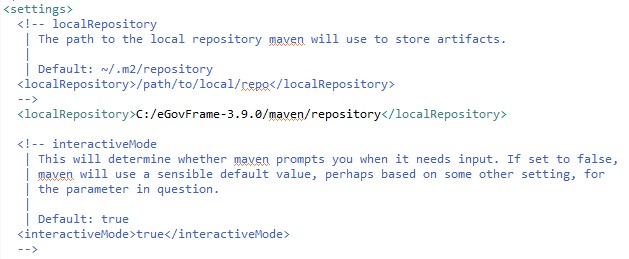 <settings>
<!-- localRepository
| The path to the local repository maven will use to store artifacts.
|
| Default: ~/.m2/repository
<localRepository>/path/to/local/repo</localRepository>
-->
<localRepository>C:/eGovFrame-3.9.0/maven/repository</localRepository>
<!-- interactiveMode
| This will determine whether maven prompts you when it needs input. If set to false,
| maven will use a sensible default value, perhaps based on some other setting, for
| the parameter in question.
|
| Default: true
<interactiveMode>true</interactiveMode>
-->